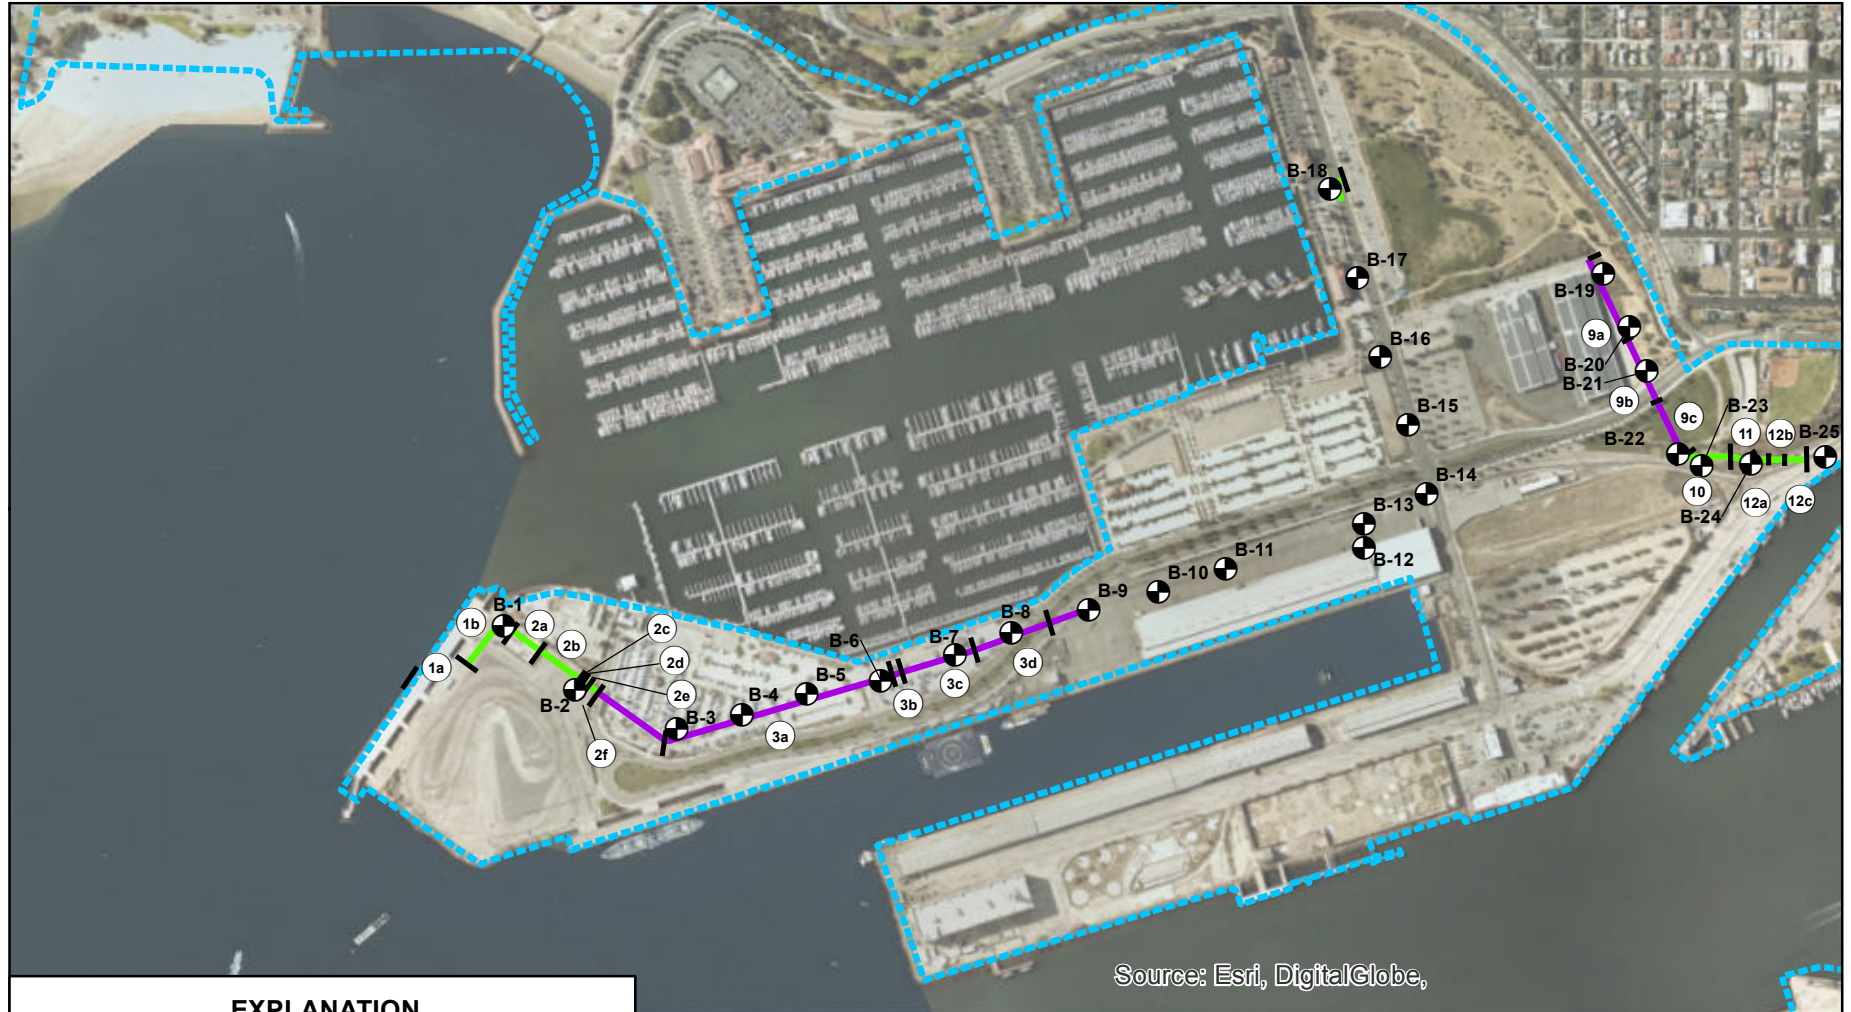 B-18
B-17
B-19
9a
B-16
B-20
B-21
9b
B-15
9c
B-23
B-22
11
12b
B-25
10
B-14
12a
12c
B-24
B-13
B-12
B-11
B-10
B-9
B-8
B-7
B-6
3d
3c
3b
B-1
1b
2a
2b
2c
1a
2d
2e
B-2
B-5
B-4
B-3
3a
2f
Source: Esri, DigitalGlobe,
EXPLANATION